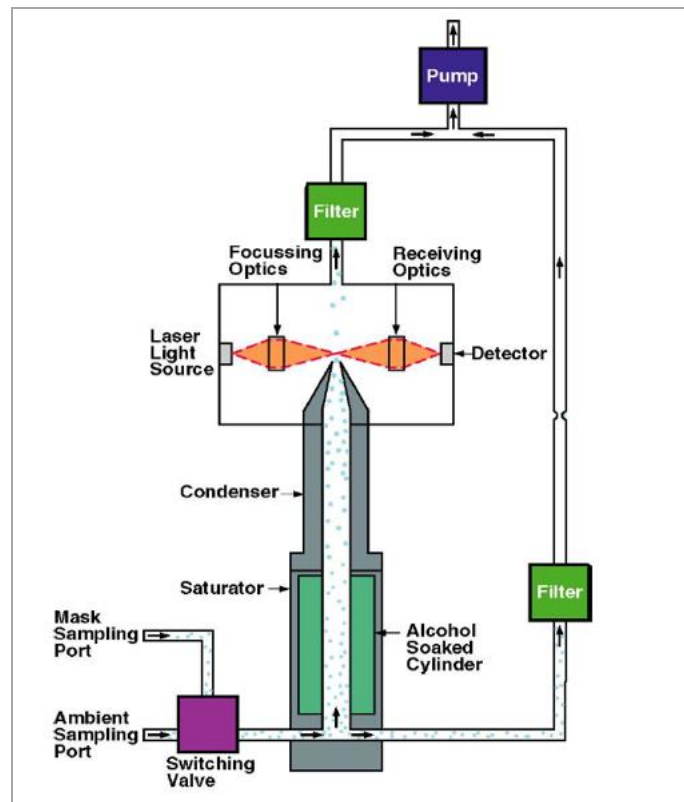 Pump
Filter
Focussing
Optics
Receiving
Optics
Laser
Light
Source
Detector
Condenser
Saturator
Filter
Mask
Sampling
Port
Alcohol
Soaked
Cylinder
Ambient
Sampling
Port
Switching
Valve